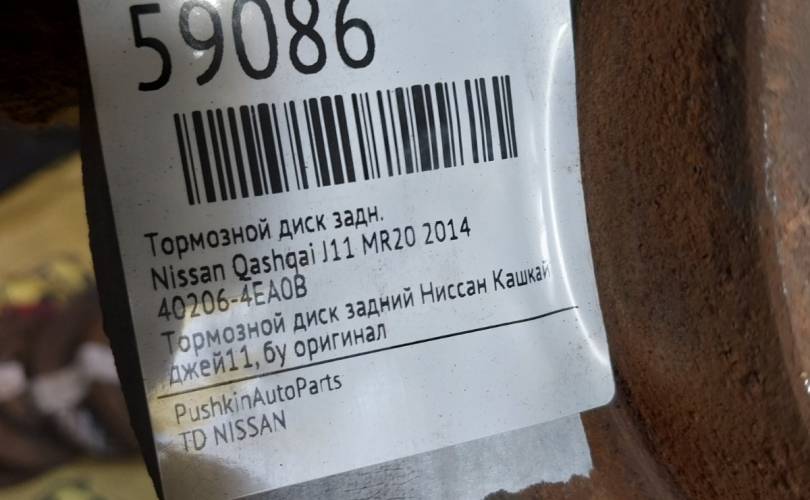 59086
Тормозной диск задн.
Nissan Qashqai J11 MR20 2014
40206-4EA0B
Тормозной диск задний Ниссан Кашкай
джей11, бу оригинал
PushkinAutoParts
TD NISSAN